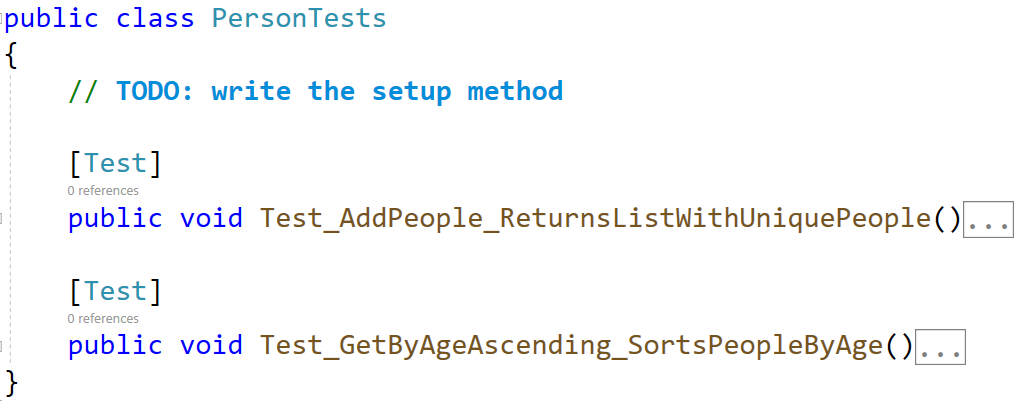 public class PersonTests
{
// TODO: write the setup method
[Test]
0 references
public void Test_AddPeople_ReturnsListWithUniquePeople()...
[Test]
0 references
public void Test_GetByAgeAscending_SortsPeopleByAge()...
}